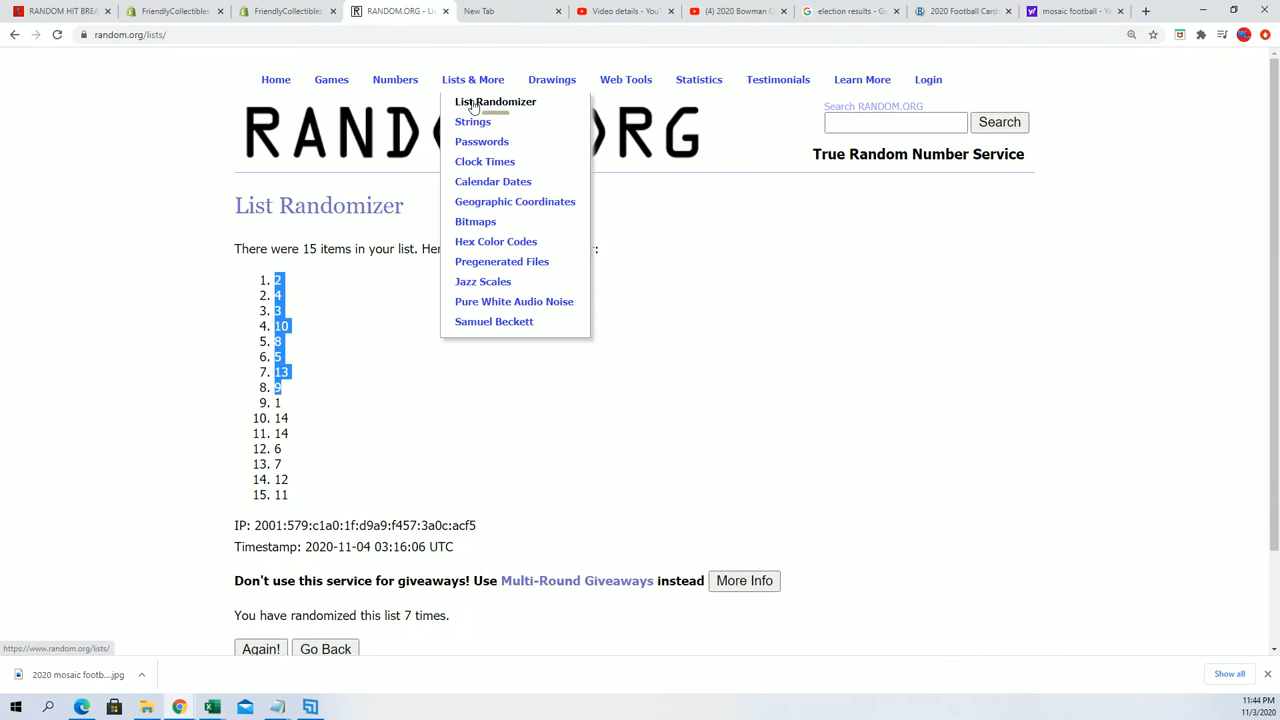 RANDOM HIT BREA
FriendlyCollectibles
FriendlyCollectibles
RANDOM.ORG - Lis
New Tab
Video details - YouT
(4) 2020 Bowman C
election results - Go
2020 Football Card
mosaic football - Ya
random.org/lists/
Home Games Numbers Lists & More Drawings Web Tools Statistics Testimonials Learn More Login
List Randomizer
Strings
Passwords
Clock Times
Calendar Dates
Geographic Coordinates
Bitmaps
Hex Color Codes
Pregenerated Files
Jazz Scales
Pure White Audio Noise
Samuel Beckett
RAND RG
Search RANDOM.ORG
Search
True Random Number Service
List Randomizer
There were 15 items in your list. Her :
1. 2
2. 4
3. 3
4. 10
5. 8
6. 5
7. 13
8. 9
9. 1
10. 14
11. 14
12. 6
13. 7
14. 12
15. 11
IP: 2001:579:c1a0:1f:d9a9:f457:3a0c:acf5
Timestamp: 2020-11-04 03:16:06 UTC
Don't use this service for giveaways! Use Multi-Round Giveaways instead More Info
You have randomized this list 7 times.
Again! Go Back
https://www.random.org/lists/
2020 mosaic footb....jpg
Show all
11:44 PM
11/3/2020